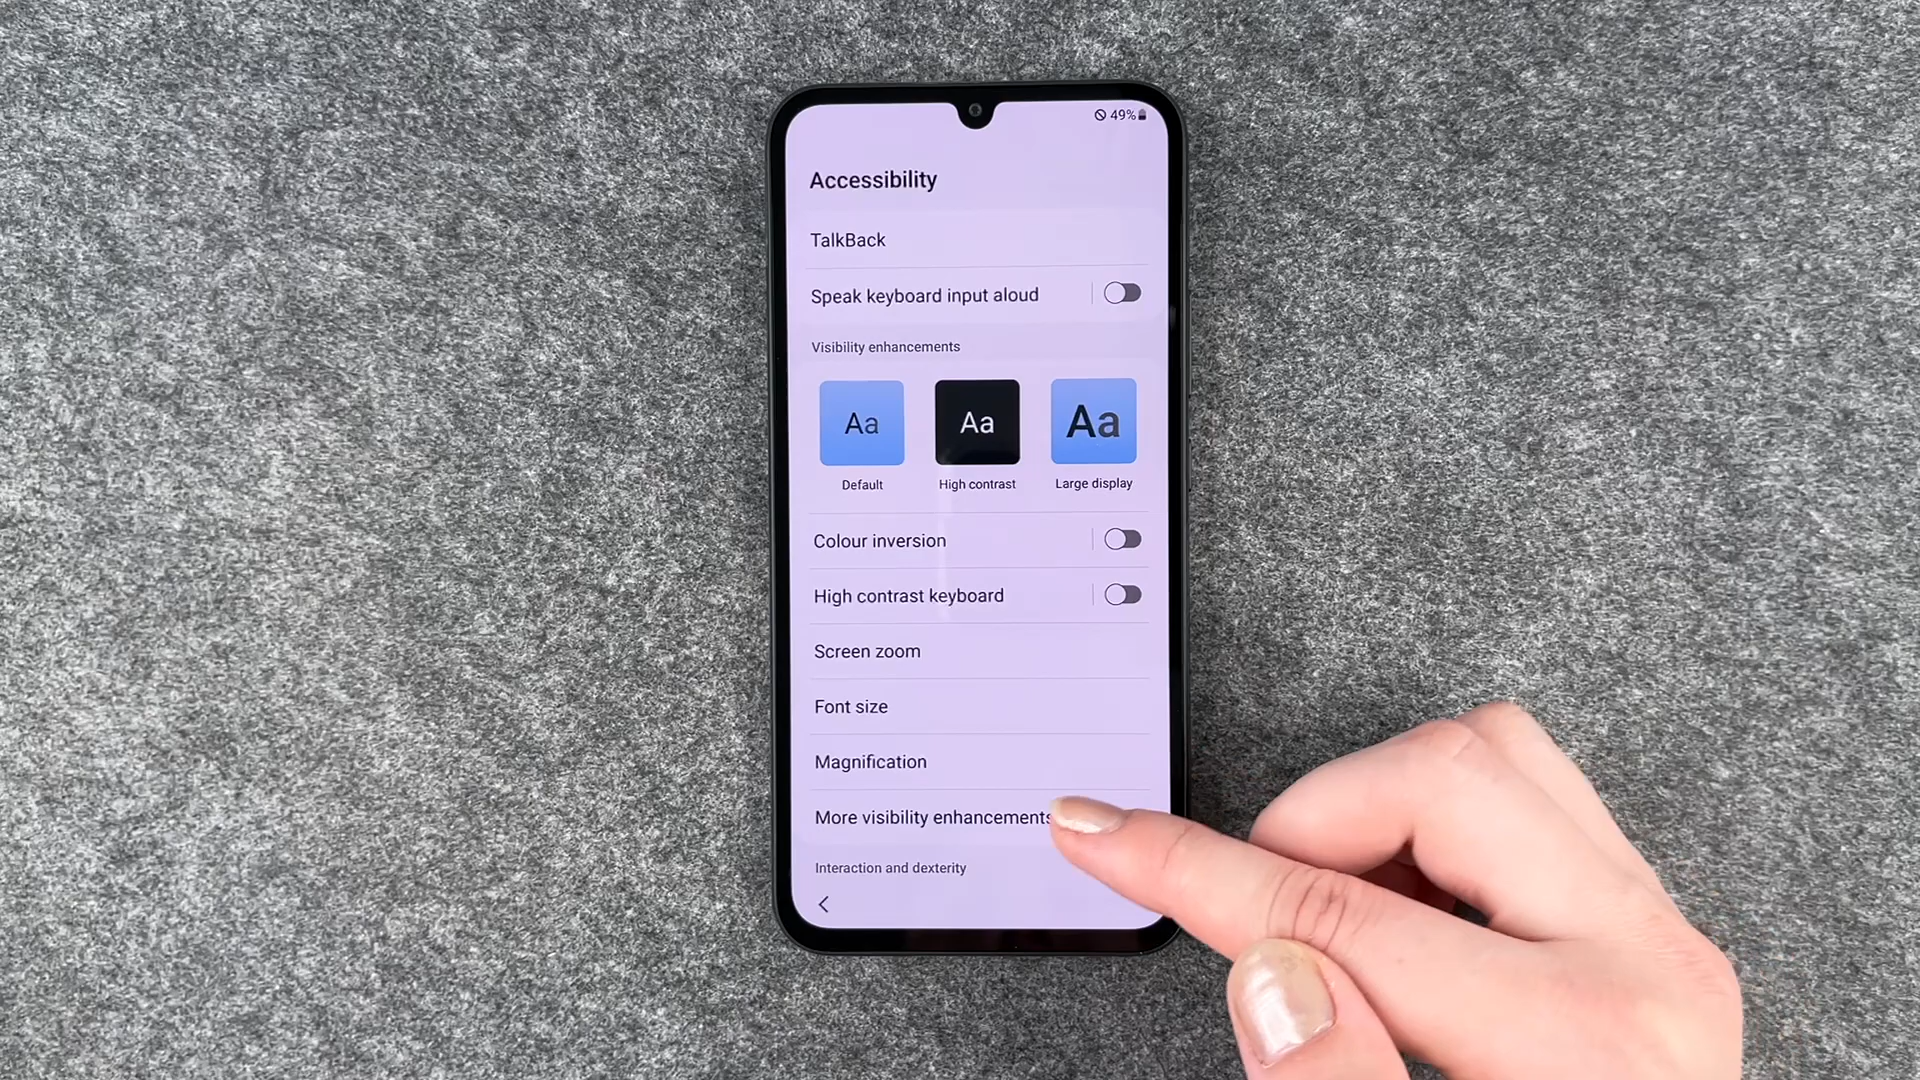 49%
Accessibility
TalkBack
Speak keyboard input aloud
Visibility enhancements
Aa Aa Aa
Default High contrast Large display
Colour inversion
High contrast keyboard
Screen zoom
Font size
Magnification
More visibility enhancements
Interaction and dexterity